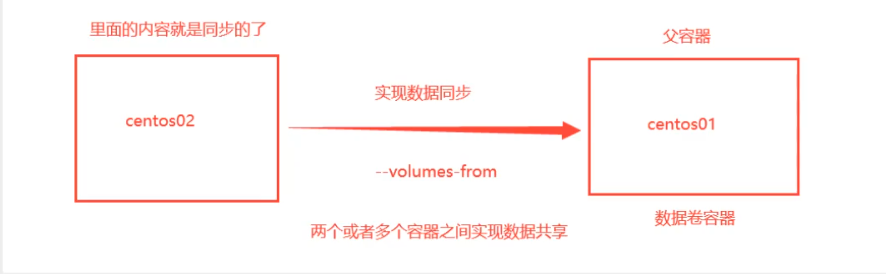 里面的内容就是同步的了
父容器
实现数据同步
centos02
centos01
--volumes-from
数据卷容器
两个或者多个容器之间实现数据共享